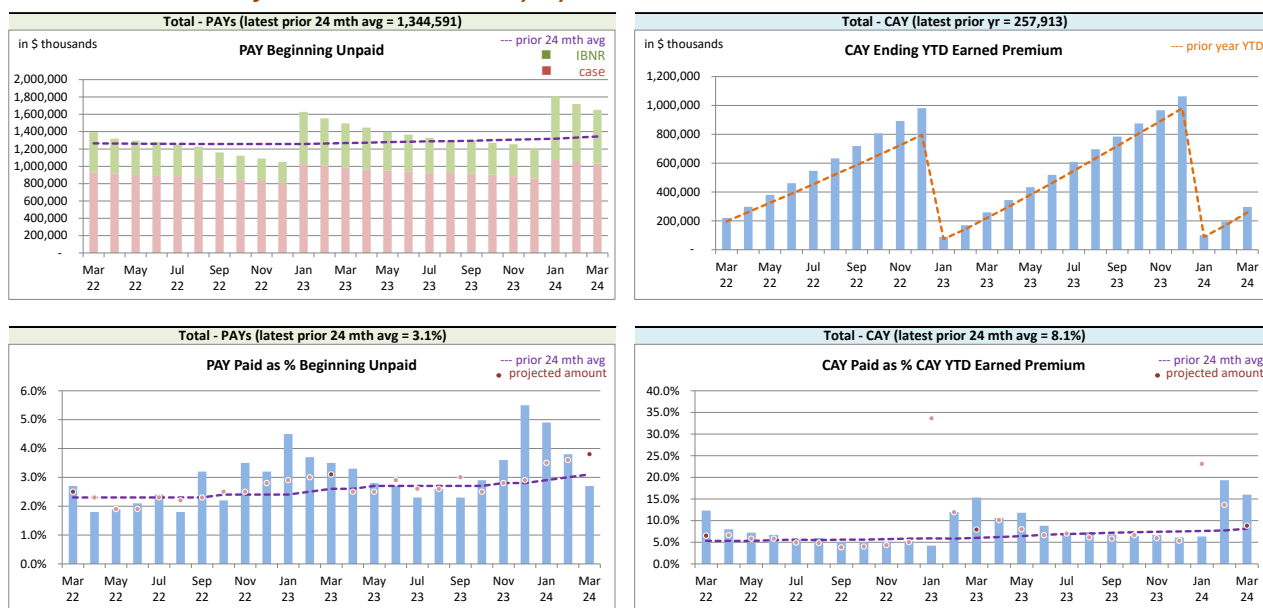 Total - PAYs (latest prior 24 mth avg = 1,344,591)
in $ thousands
PAY Beginning Unpaid
--- prior 24 mth avg
IBNR
case
2,000,000
1,800,000
1,600,000
1,400,000
1,200,000
1,000,000
800,000
600,000
400,000
200,000
-
Mar May Jul Sep Nov Jan Mar May Jul Sep Nov Jan Mar
22 22 22 22 22 23 23 23 23 23 23 24 24
Total - CAY (latest prior yr = 257,913)
in $ thousands
CAY Ending YTD Earned Premium
--- prior year YTD
1,200,000
1,000,000
800,000
600,000
400,000
200,000
-
Mar May Jul Sep Nov Jan Mar May Jul Sep Nov Jan Mar
22 22 22 22 22 23 23 23 23 23 23 24 24
Total - PAYs (latest prior 24 mth avg = 3.1%)
PAY Paid as % Beginning Unpaid
--- prior 24 mth avg
• projected amount
6.0%
5.0%
4.0%
3.0%
2.0%
1.0%
0.0%
Mar May Jul Sep Nov Jan Mar May Jul Sep Nov Jan Mar
22 22 22 22 22 23 23 23 23 23 23 24 24
Total - CAY (latest prior 24 mth avg = 8.1%)
CAY Paid as % CAY YTD Earned Premium
--- prior 24 mth avg
• projected amount
40.0%
35.0%
30.0%
25.0%
20.0%
15.0%
10.0%
5.0%
0.0%
Mar May Jul Sep Nov Jan Mar May Jul Sep Nov Jan Mar
22 22 22 22 22 23 23 23 23 23 23 24 24